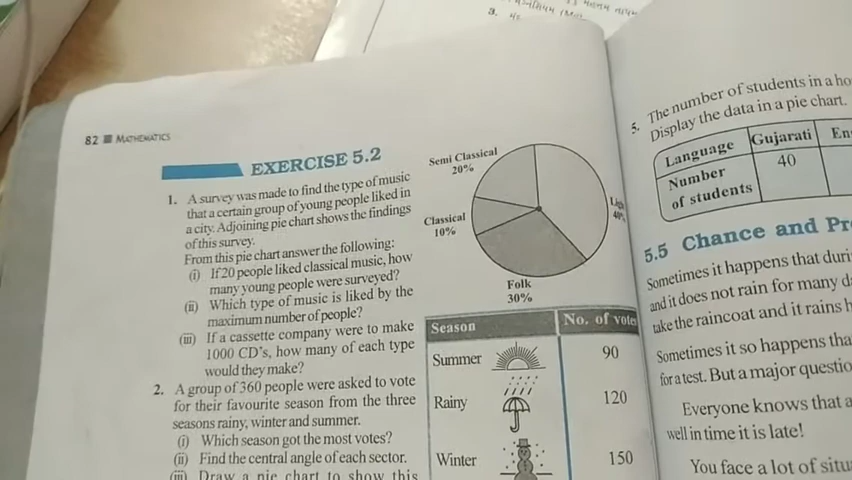 3.
82 ■ MATHEMATICS
EXERCISE 5.2
1. A survey was made to find the type of music
that a certain group of young people liked in
a city. Adjoining pie chart shows the findings
of this survey.
From this pie chart answer the following:
(i) If 20 people liked classical music, how
many young people were surveyed?
(ii) Which type of music is liked by the
maximum number of people?
(iii) If a cassette company were to make
1000 CD's, how many of each type
would they make?
2. A group of 360 people were asked to vote
for their favourite season from the three
seasons rainy, winter and summer.
(i) Which season got the most votes?
(ii) Find the central angle of each sector.
(iii) Draw a pie chart to show this
Semi Classical
20%
Classical
10%
Folk
30%
40%
Season No. of votes
Summer 90
Rainy 120
Winter 150
5. The number of students in a ho
Display the data in a pie chart.
Language Gujarati En
Number 40
of students
5.5 Chance and Pr
Sometimes it happens that duri
and it does not rain for many d
take the raincoat and it rains h
Sometimes it so happens tha
for a test. But a major questio
Everyone knows that a
well in time it is late!
You face a lot of situ